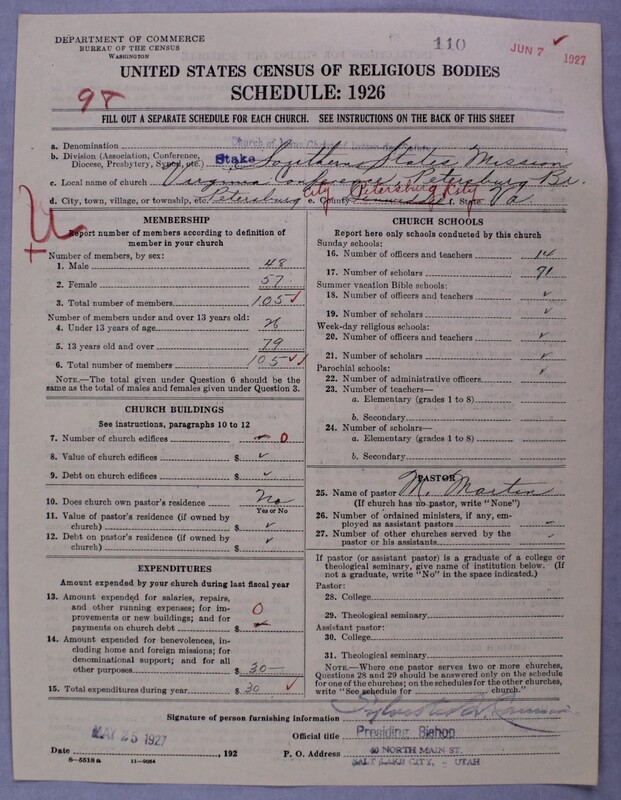 DEPARTMENT OF COMMERCE
BUREAU OF THE CENSUS
WASHINGTON
110
JUN 7 1927
UNITED STATES CENSUS OF RELIGIOUS BODIES
SCHEDULE: 1926
98
FILL OUT A SEPARATE SCHEDULE FOR EACH CHURCH. SEE INSTRUCTIONS ON THE BACK OF THIS SHEET
a. Denomination Church of Jesus Christ of Latter-day Saints
b. Division (Association, Conference, Diocese, Presbytery, Synod, etc.) Stake Southern States Mission
c. Local name of church Virginia Conference - Petersburg Br.
City Petersburg City
d. City, town, village, or township, etc. Petersburg e. County Dinwiddie f. State Va.
MEMBERSHIP
Report number of members according to definition of
member in your church
Number of members, by sex:
1. Male 48
2. Female 57
3. Total number of members 105 ✓
Number of members under and over 13 years old:
4. Under 13 years of age 26
5. 13 years old and over 79
6. Total number of members 105 ✓
NOTE.—The total given under Question 6 should be the
same as the total of males and females given under Question 3.
CHURCH BUILDINGS
See instructions, paragraphs 10 to 12
7. Number of church edifices 0
8. Value of church edifices $ ✓
9. Debt on church edifices $ ✓
10. Does church own pastor's residence No
Yes or No
11. Value of pastor's residence (if owned by
church) $ ✓
12. Debt on pastor's residence (if owned by
church) $ ✓
EXPENDITURES
Amount expended by your church during last fiscal year
13. Amount expended for salaries, repairs,
and other running expenses; for im-
provements or new buildings; and for
payments on church debt $ 0
14. Amount expended for benevolences, in-
cluding home and foreign missions; for
denominational support; and for all
other purposes $ 30—
15. Total expenditures during year $ 30 ✓
CHURCH SCHOOLS
Report here only schools conducted by this church
Sunday schools:
16. Number of officers and teachers 14
17. Number of scholars 71
Summer vacation Bible schools:
18. Number of officers and teachers ✓
19. Number of scholars ✓
Week-day religious schools:
20. Number of officers and teachers ✓
21. Number of scholars ✓
Parochial schools:
22. Number of administrative officers ✓
23. Number of teachers—
a. Elementary (grades 1 to 8)
b. Secondary
24. Number of scholars—
a. Elementary (grades 1 to 8)
b. Secondary
PASTOR
25. Name of pastor M. Martin
(If church has no pastor, write "None")
26. Number of ordained ministers, if any, em-
ployed as assistant pastors
27. Number of other churches served by the
pastor or his assistants
If pastor (or assistant pastor) is a graduate of a college or
theological seminary, give name of institution below. (If
not a graduate, write "No" in the space indicated.)
Pastor:
28. College
29. Theological seminary
Assistant pastor:
30. College
31. Theological seminary
NOTE.—Where one pastor serves two or more churches,
Questions 28 and 29 should be answered only on the schedule
for one of the churches; on the schedules for the other churches,
write "See schedule for church."
Signature of person furnishing information Sylvester Q. Cannon
Official title Presiding Bishop
Date MAY 25 1927, 192 P. O. Address 40 NORTH MAIN ST.
SALT LAKE CITY, - UTAH
8—5518a 11—9084